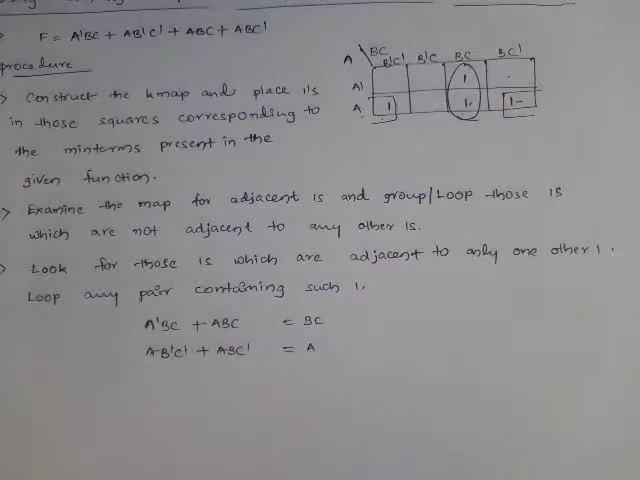 F = A'BC + AB'C' + ABC + ABC'
procedure
> Construct the kmap and place 1's
in those squares corresponding to
the minterms present in the
given function.
A \ BC B'C' B'C BC BC'
A' 1
A 1 1 1
> Examine the map for adjacent 1s and group/Loop those 1s
which are not adjacent to any other 1s.
> Look for those 1s which are adjacent to only one other 1.
Loop any pair containing such 1.
A'BC + ABC = BC
AB'C' + ABC' = A